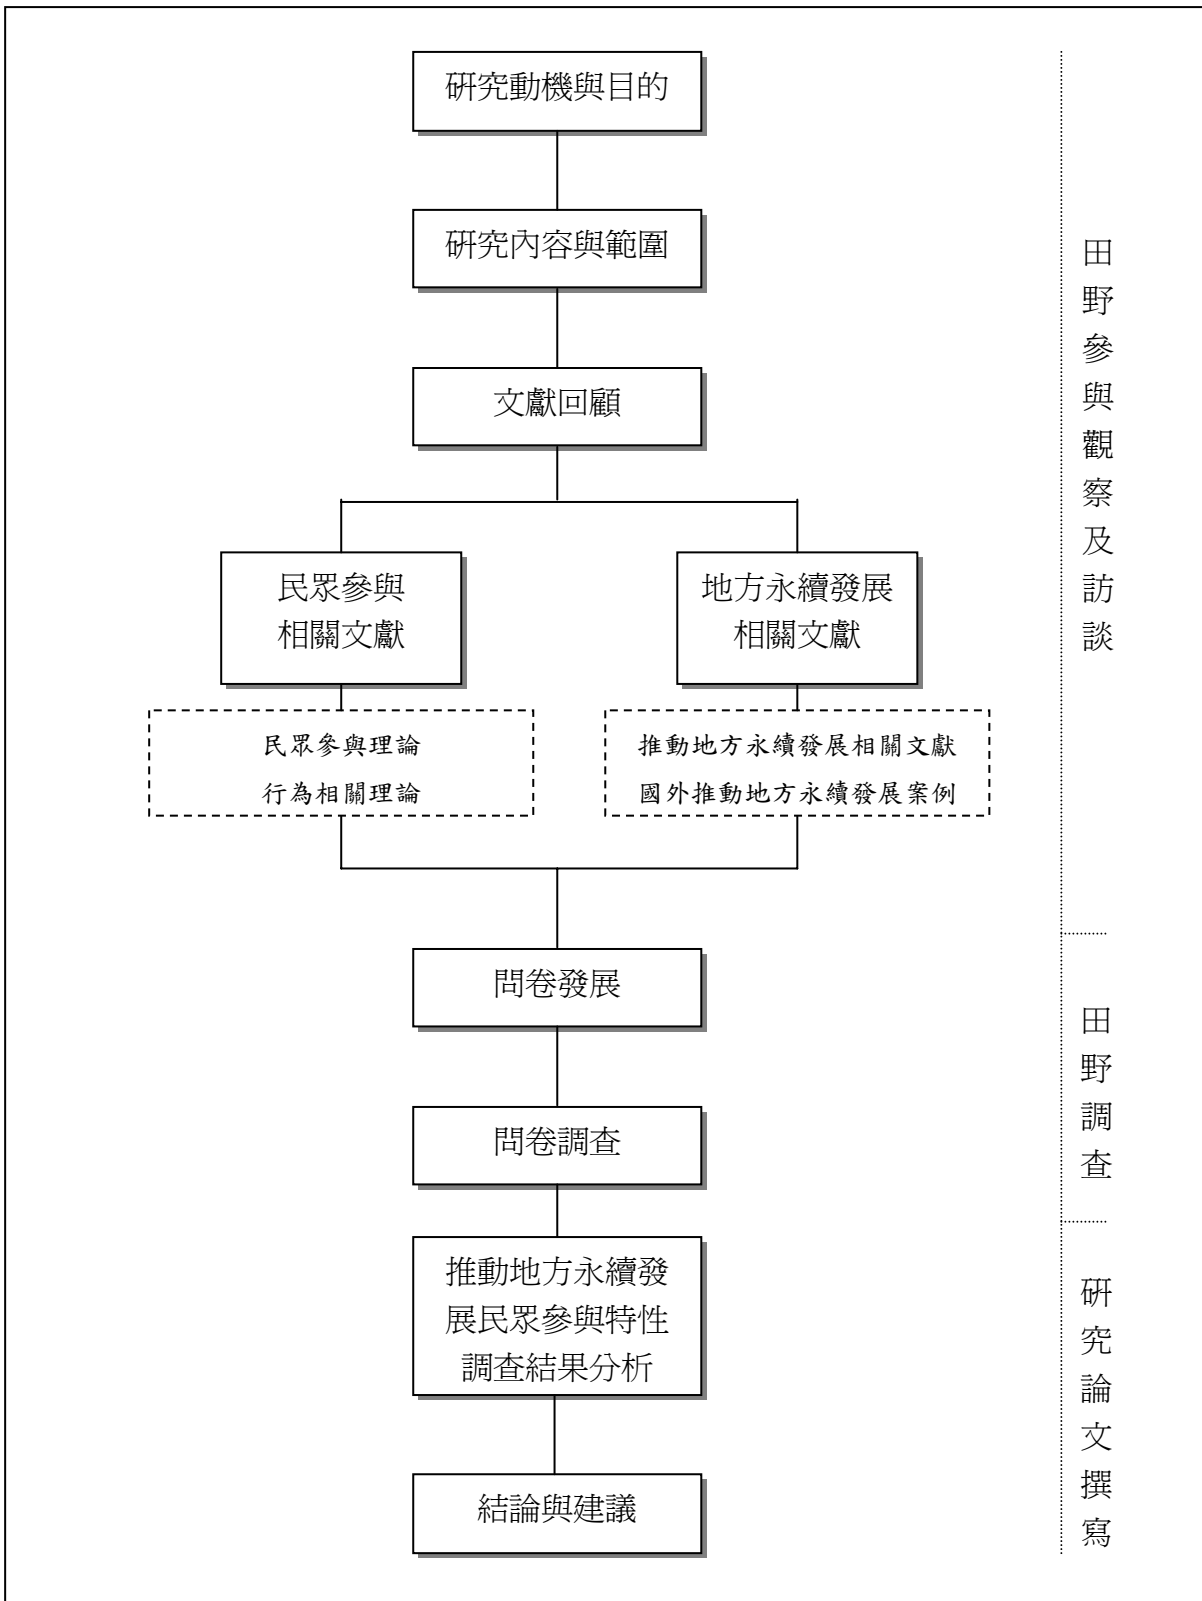 研究動機與目的
研究內容與範圍
文獻回顧
民眾參與
相關文獻
地方永續發展
相關文獻
民眾參與理論
行為相關理論
推動地方永續發展相關文獻
國外推動地方永續發展案例
問卷發展
問卷調查
推動地方永續發
展民眾參與特性
調查結果分析
結論與建議
田野參與觀察及訪談
田野調查
研究論文撰寫